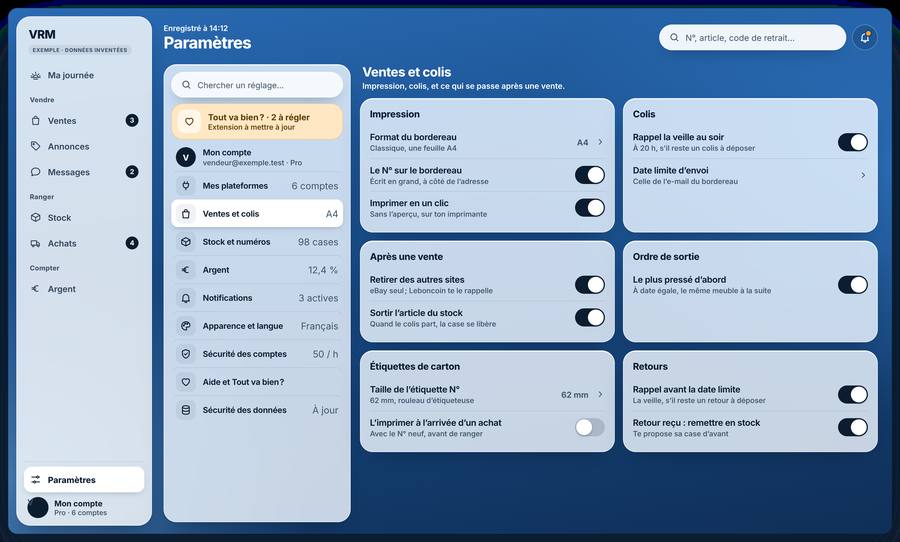 VRM
EXEMPLE · DONNÉES INVENTÉES
Ma journée
Vendre
Ventes 3
Annonces
Messages 2
Ranger
Stock
Achats 4
Compter
Argent
Paramètres
Mon compte
Pro · 6 comptes
Enregistré à 14:12
Paramètres
N°, article, code de retrait…
Chercher un réglage…
Tout va bien ? · 2 à régler
Extension à mettre à jour
V
Mon compte
vendeur@exemple.test · Pro
Mes plateformes 6 comptes
Ventes et colis A4
Stock et numéros 98 cases
Argent 12,4 %
Notifications 3 actives
Apparence et langue Français
Sécurité des comptes 50 / h
Aide et Tout va bien ?
Sécurité des données À jour
Ventes et colis
Impression, colis, et ce qui se passe après une vente.
Impression
Format du bordereau A4
Classique, une feuille A4
Le N° sur le bordereau
Écrit en grand, à côté de l'adresse
Imprimer en un clic
Sans l'aperçu, sur ton imprimante
Colis
Rappel la veille au soir
À 20 h, s'il reste un colis à déposer
Date limite d'envoi
Celle de l'e-mail du bordereau
Après une vente
Retirer des autres sites
eBay seul ; Leboncoin te le rappelle
Sortir l'article du stock
Quand le colis part, la case se libère
Ordre de sortie
Le plus pressé d'abord
À date égale, le même meuble à la suite
Étiquettes de carton
Taille de l'étiquette N° 62 mm
62 mm, rouleau d'étiqueteuse
L'imprimer à l'arrivée d'un achat
Avec le N° neuf, avant de ranger
Retours
Rappel avant la date limite
La veille, s'il reste un retour à déposer
Retour reçu : remettre en stock
Te propose sa case d'avant